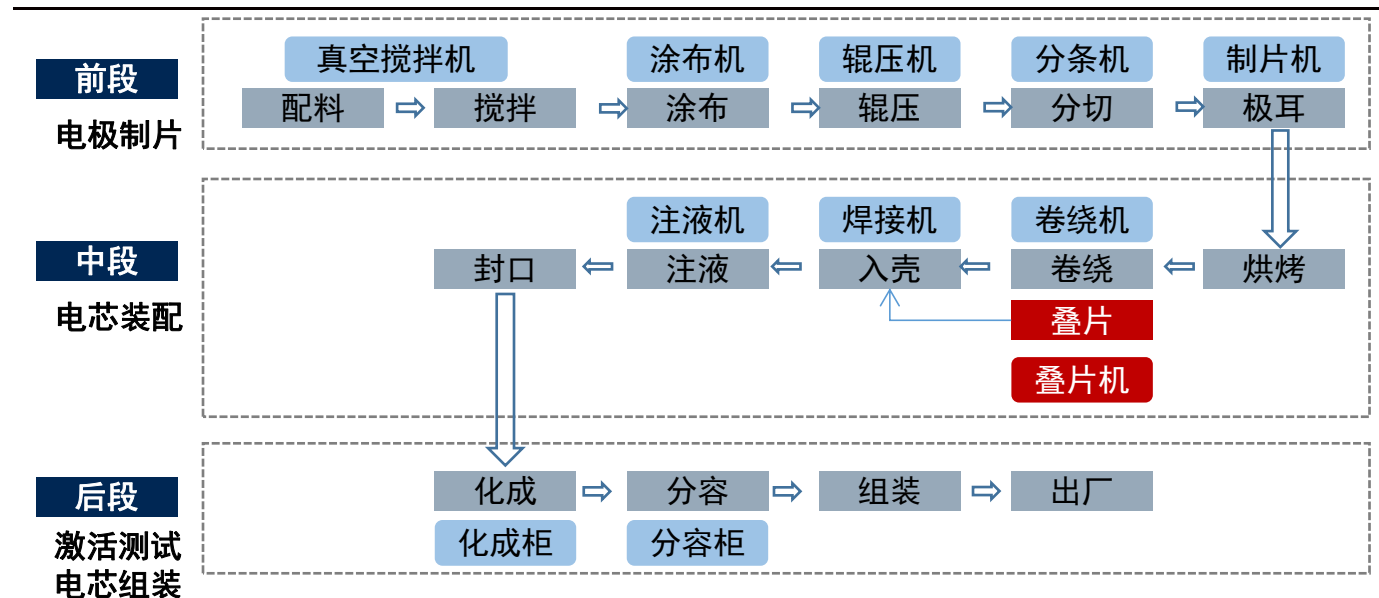 真空搅拌机
涂布机
辊压机
分条机
制片机
前段
配料
搅拌
涂布
辊压
分切
极耳
电极制片
注液机
焊接机
卷绕机
中段
封口
注液
入壳
卷绕
烘烤
电芯装配
叠片
叠片机
后段
化成
分容
组装
出厂
化成柜
分容柜
激活测试
电芯组装